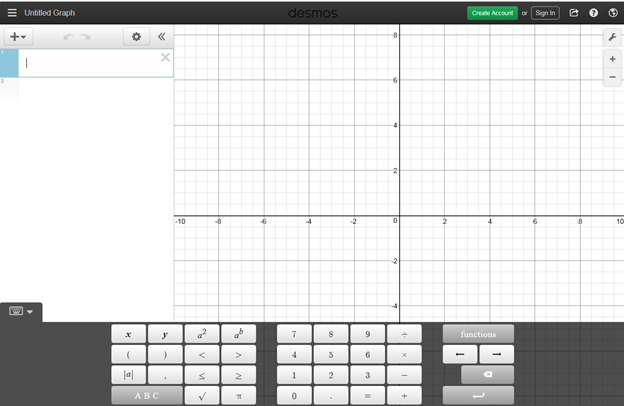 Untitled Graph
desmos
Create Account or Sign In
1
2
8
6
4
2
-10 -8 -6 -4 -2 0 2 4 6 8 10
-2
-4
x y a² aᵇ 7 8 9 ÷ functions
( ) < > 4 5 6 × ← →
|a| , ≤ ≥ 1 2 3 −
A B C √ π 0 . = +